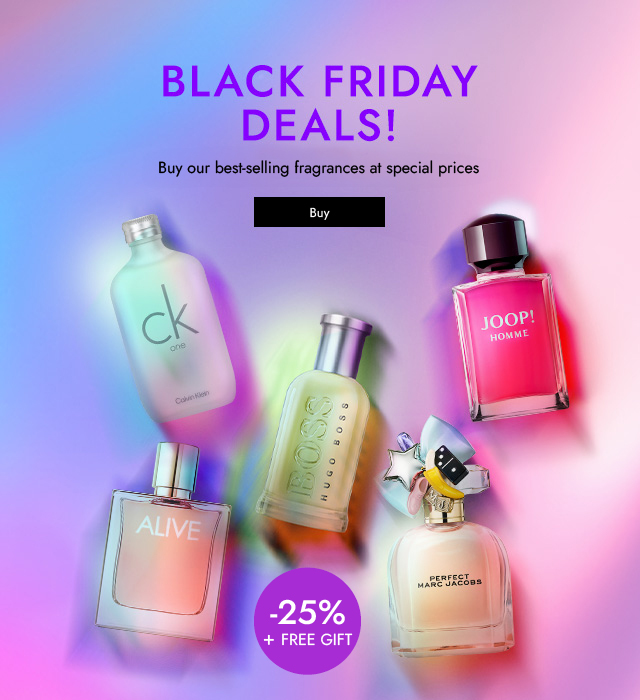 BLACK FRIDAY
DEALS!
Buy our best-selling fragrances at special prices
Buy
ck
one
Calvin Klein
JOOP!
HOMME
BOSS
HUGO BOSS
ALIVE
PERFECT
MARC JACOBS
-25%
+ FREE GIFT